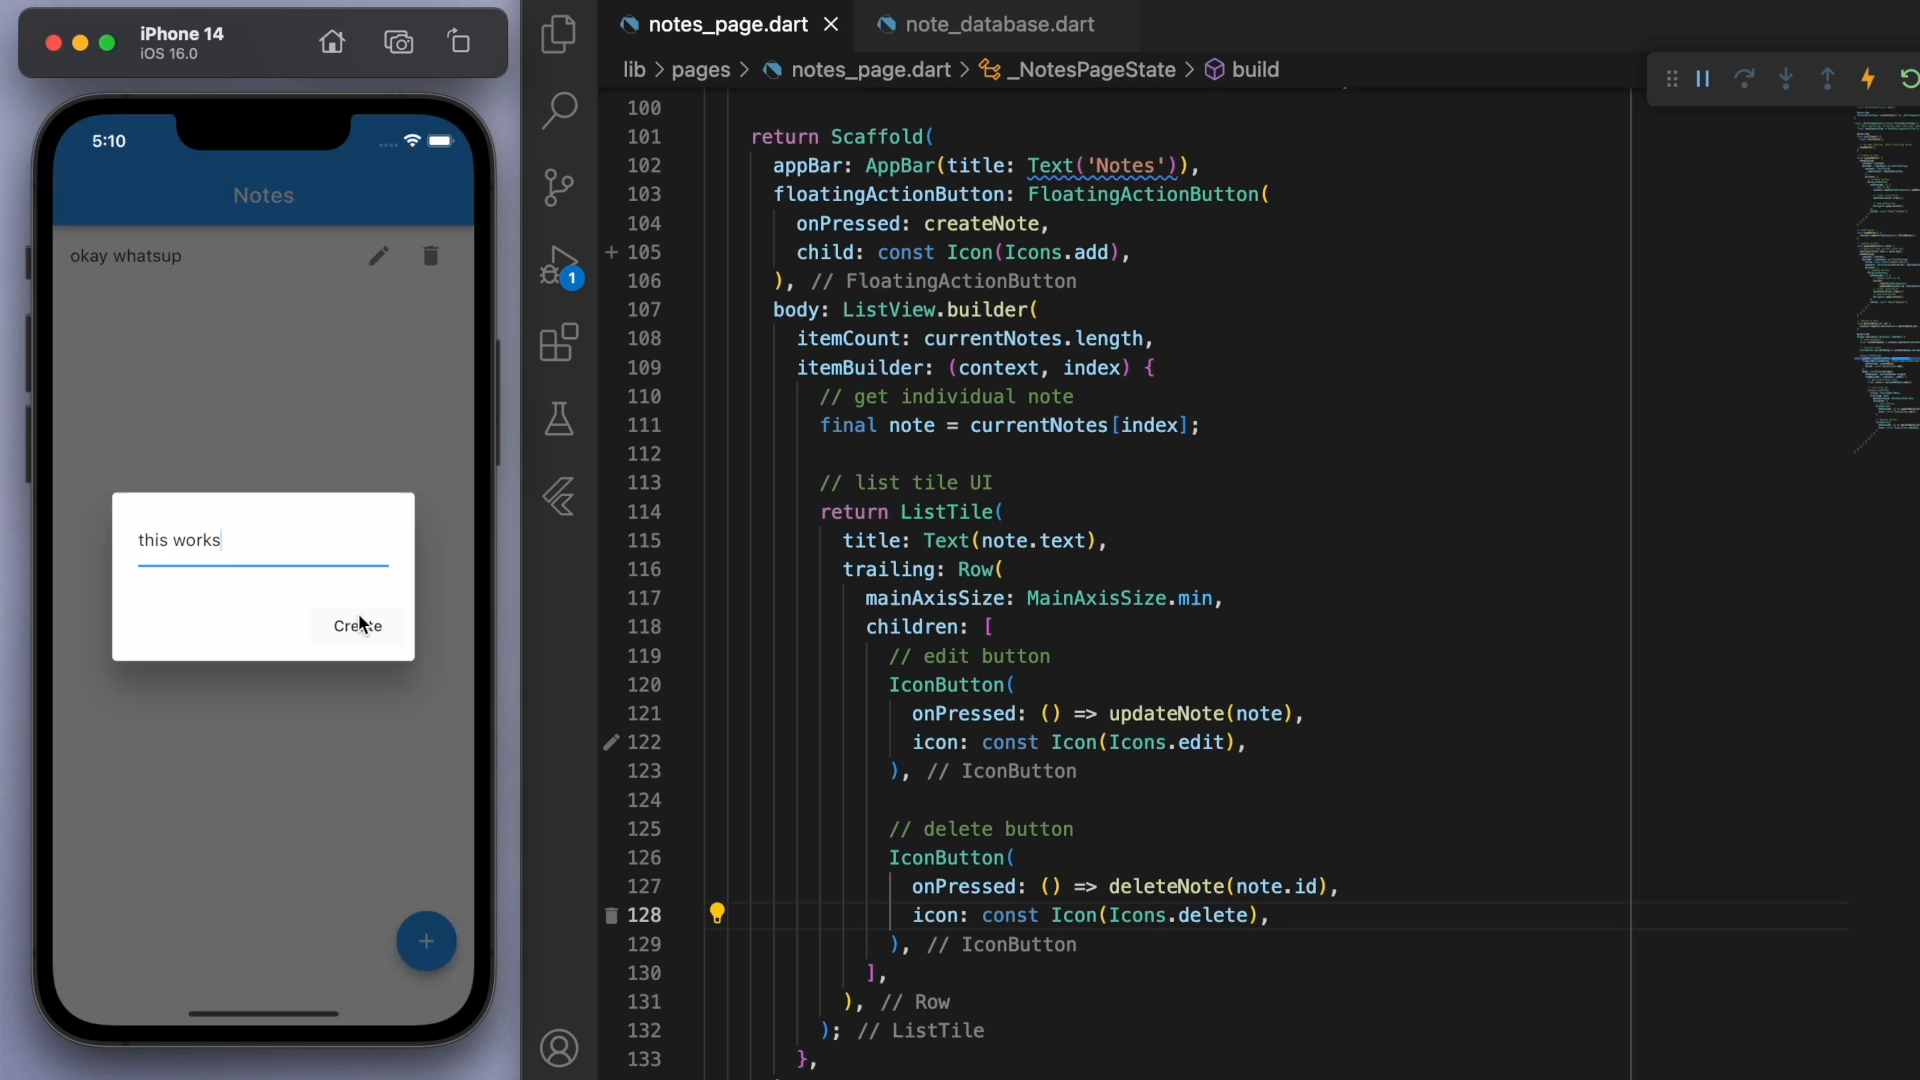 iPhone 14
iOS 16.0
5:10
Notes
okay whatsup
this works
Create
1
notes_page.dart
note_database.dart
lib > pages > notes_page.dart > _NotesPageState > build
100
101 return Scaffold(
102 appBar: AppBar(title: Text('Notes')),
103 floatingActionButton: FloatingActionButton(
104 onPressed: createNote,
105 child: const Icon(Icons.add),
106 ), // FloatingActionButton
107 body: ListView.builder(
108 itemCount: currentNotes.length,
109 itemBuilder: (context, index) {
110 // get individual note
111 final note = currentNotes[index];
112
113 // list tile UI
114 return ListTile(
115 title: Text(note.text),
116 trailing: Row(
117 mainAxisSize: MainAxisSize.min,
118 children: [
119 // edit button
120 IconButton(
121 onPressed: () => updateNote(note),
122 icon: const Icon(Icons.edit),
123 ), // IconButton
124
125 // delete button
126 IconButton(
127 onPressed: () => deleteNote(note.id),
128 icon: const Icon(Icons.delete),
129 ), // IconButton
130 ],
131 ), // Row
132 ); // ListTile
133 },